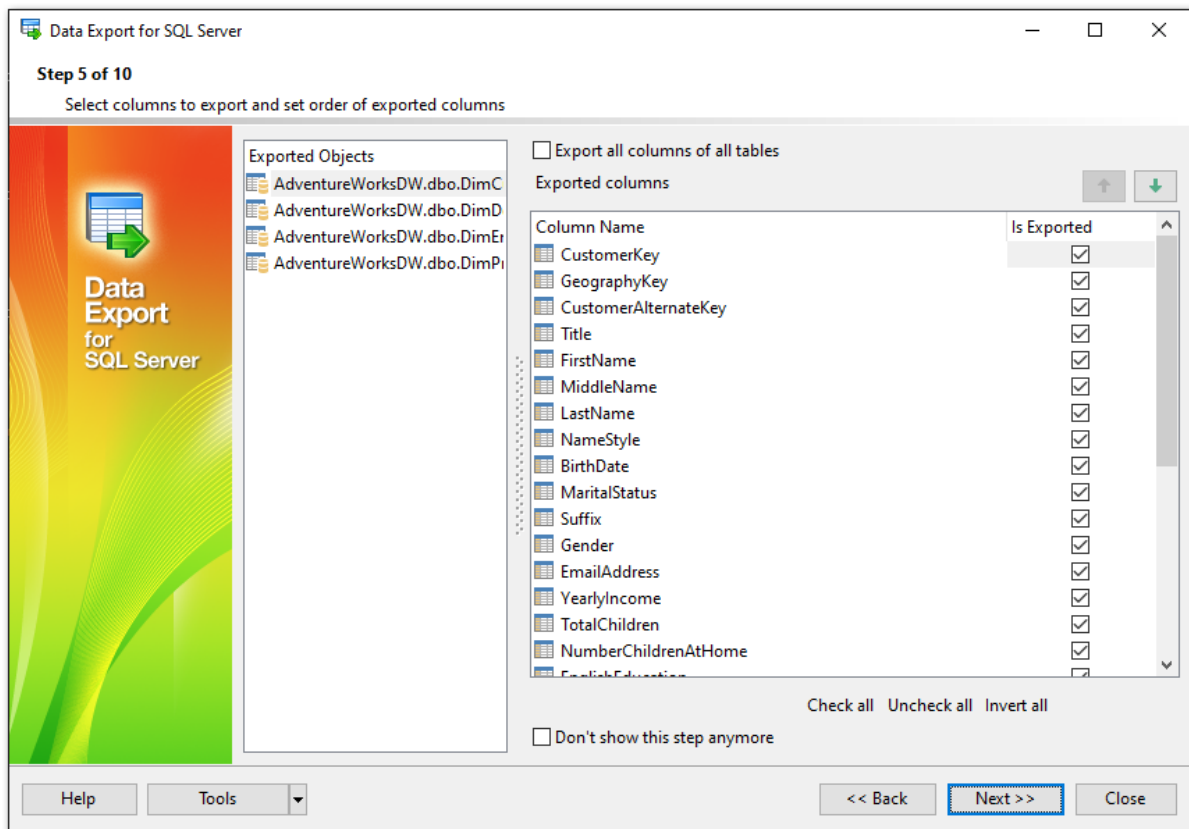 Data Export for SQL Server
Step 5 of 10
Select columns to export and set order of exported columns
Data
Export
for
SQL Server
Exported Objects
AdventureWorksDW.dbo.DimC
AdventureWorksDW.dbo.DimD
AdventureWorksDW.dbo.DimEr
AdventureWorksDW.dbo.DimPr
Export all columns of all tables
Exported columns
Column Name Is Exported
CustomerKey
GeographyKey
CustomerAlternateKey
Title
FirstName
MiddleName
LastName
NameStyle
BirthDate
MaritalStatus
Suffix
Gender
EmailAddress
YearlyIncome
TotalChildren
NumberChildrenAtHome
EnglishEducation
Check all Uncheck all Invert all
Don't show this step anymore
Help Tools << Back Next >> Close